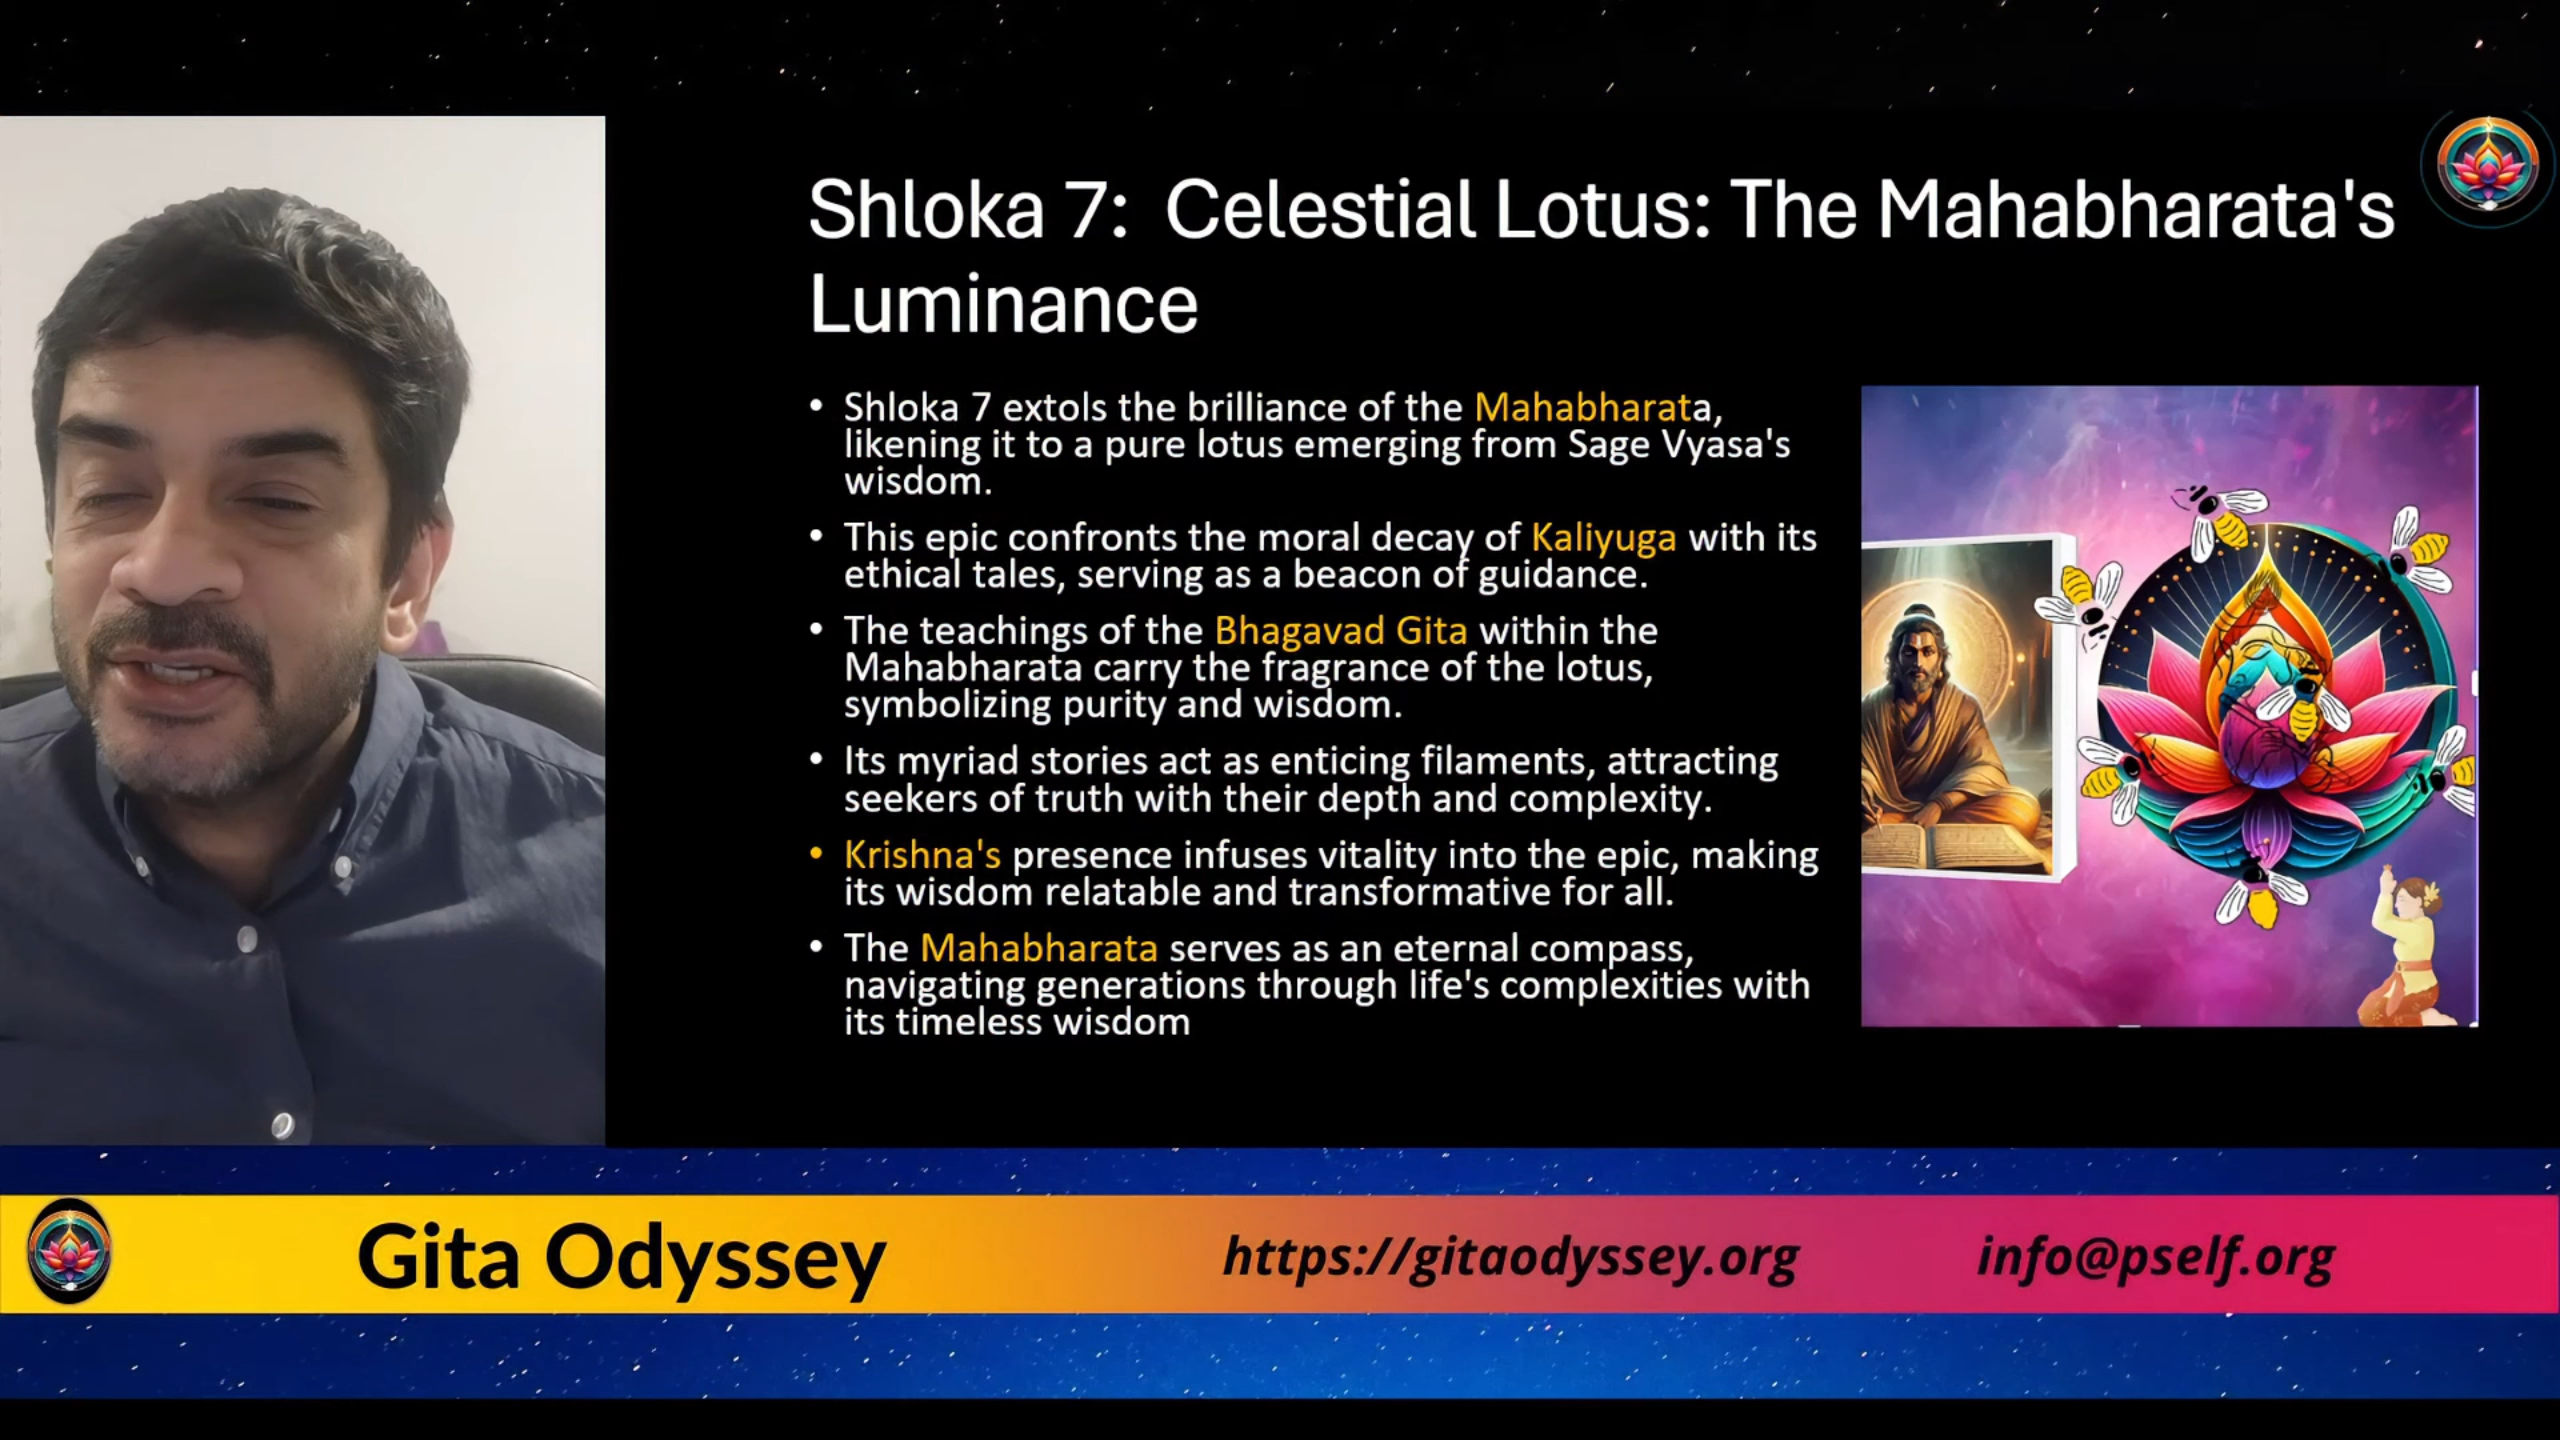 Shloka 7:  Celestial Lotus: The Mahabharata's
Luminance
• Shloka 7 extols the brilliance of the Mahabharata,
likening it to a pure lotus emerging from Sage Vyasa's
wisdom.
• This epic confronts the moral decay of Kaliyuga with its
ethical tales, serving as a beacon of guidance.
• The teachings of the Bhagavad Gita within the
Mahabharata carry the fragrance of the lotus,
symbolizing purity and wisdom.
• Its myriad stories act as enticing filaments, attracting
seekers of truth with their depth and complexity.
• Krishna's presence infuses vitality into the epic, making
its wisdom relatable and transformative for all.
• The Mahabharata serves as an eternal compass,
navigating generations through life's complexities with
its timeless wisdom
Gita Odyssey
https://gitaodyssey.org
info@pself.org